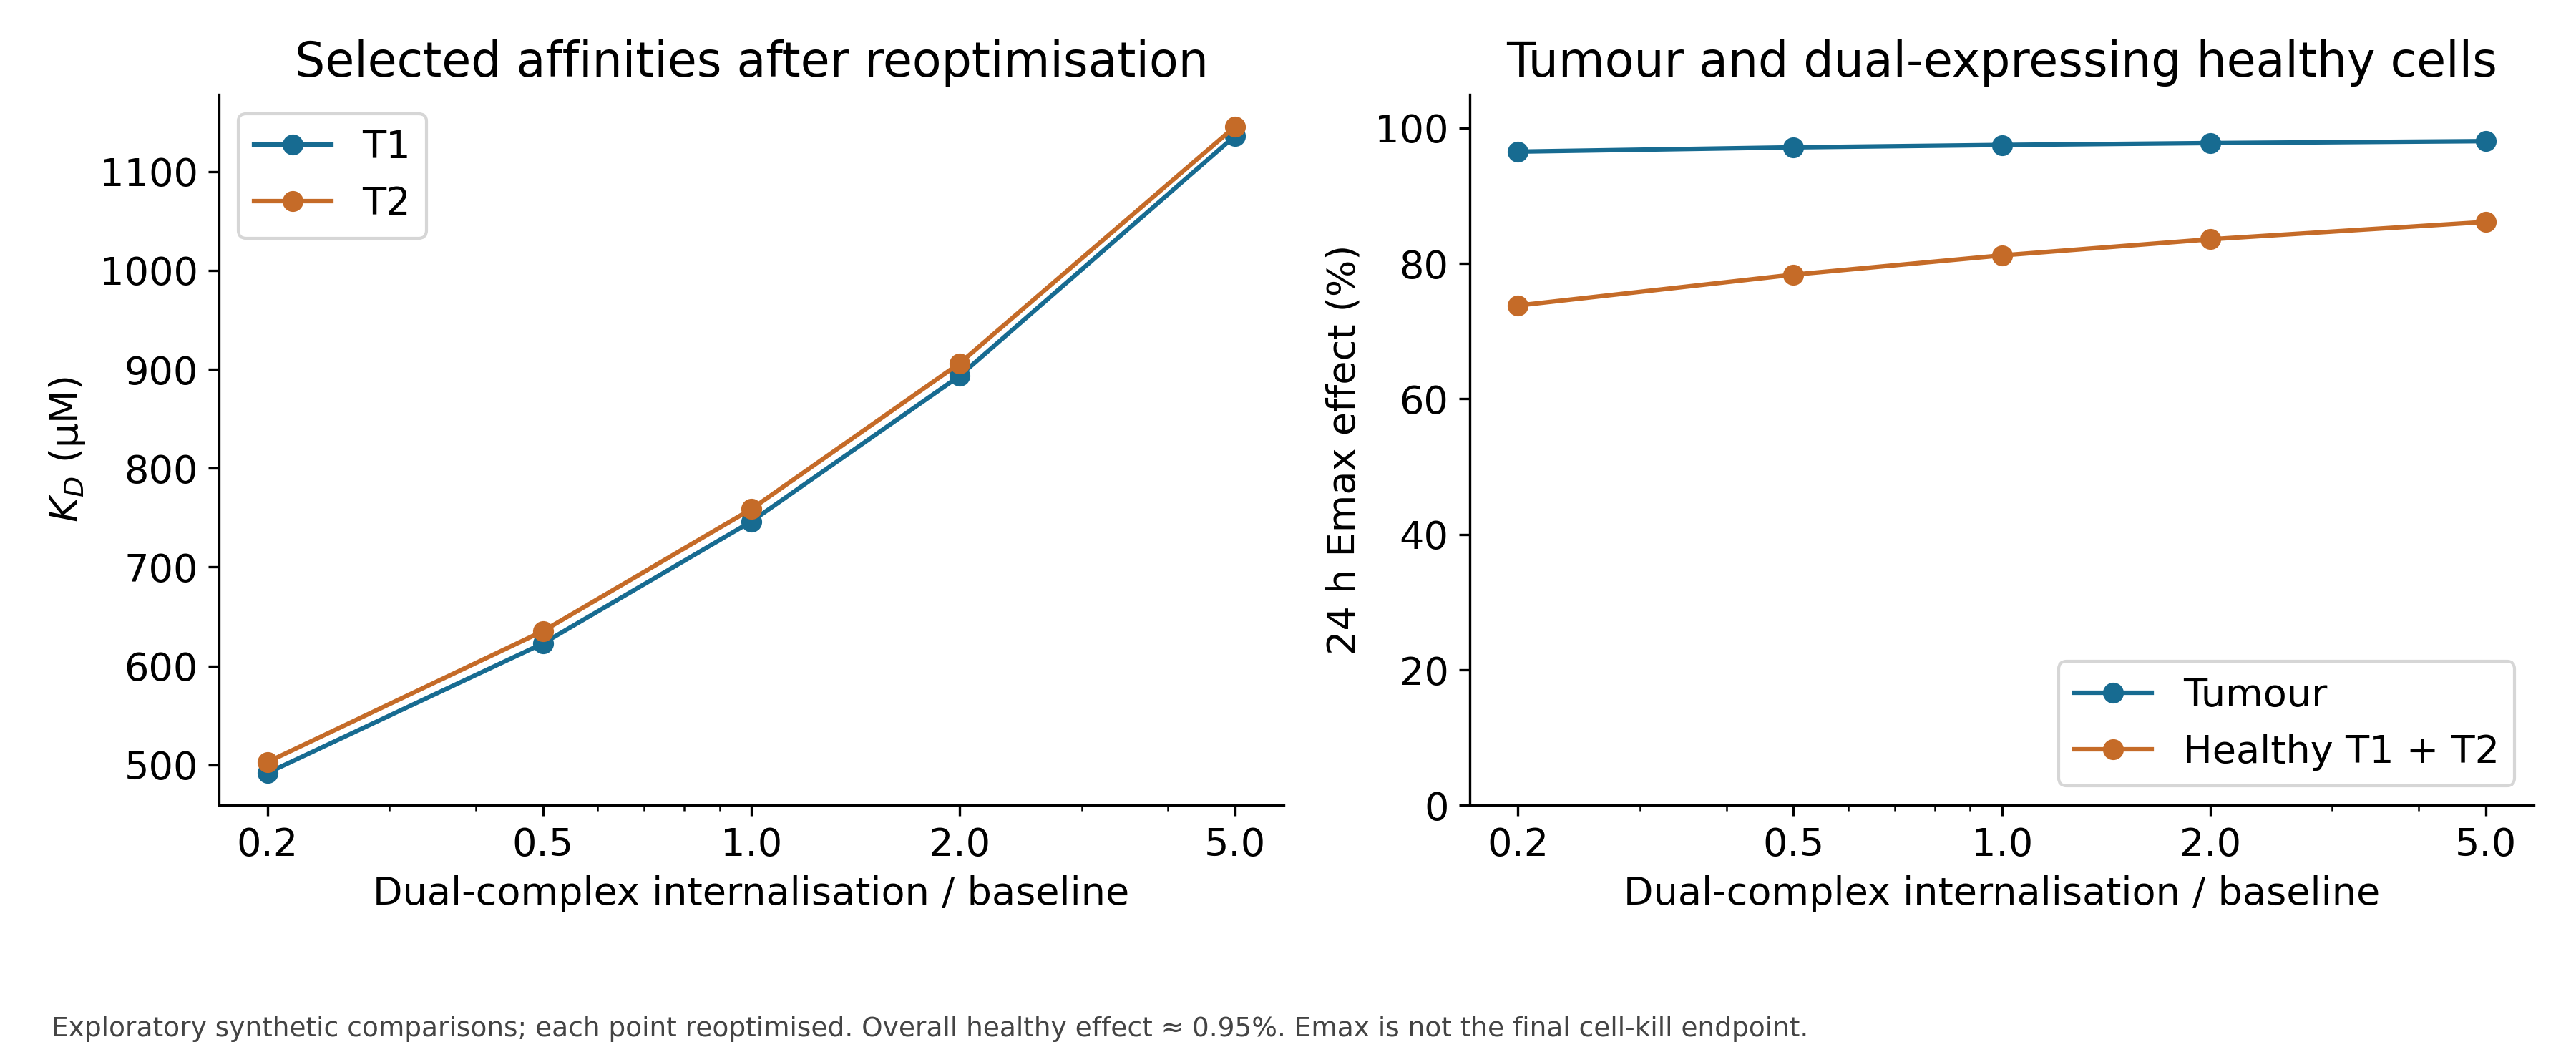 Selected affinities after reoptimisation
T1
T2
1100
1000
900
800
700
600
500
K_D (µM)
0.2 0.5 1.0 2.0 5.0
Dual-complex internalisation / baseline
Tumour and dual-expressing healthy cells
100
80
60
40
20
0
24 h Emax effect (%)
Tumour
Healthy T1 + T2
0.2 0.5 1.0 2.0 5.0
Dual-complex internalisation / baseline
Exploratory synthetic comparisons; each point reoptimised. Overall healthy effect ≈ 0.95%. Emax is not the final cell-kill endpoint.